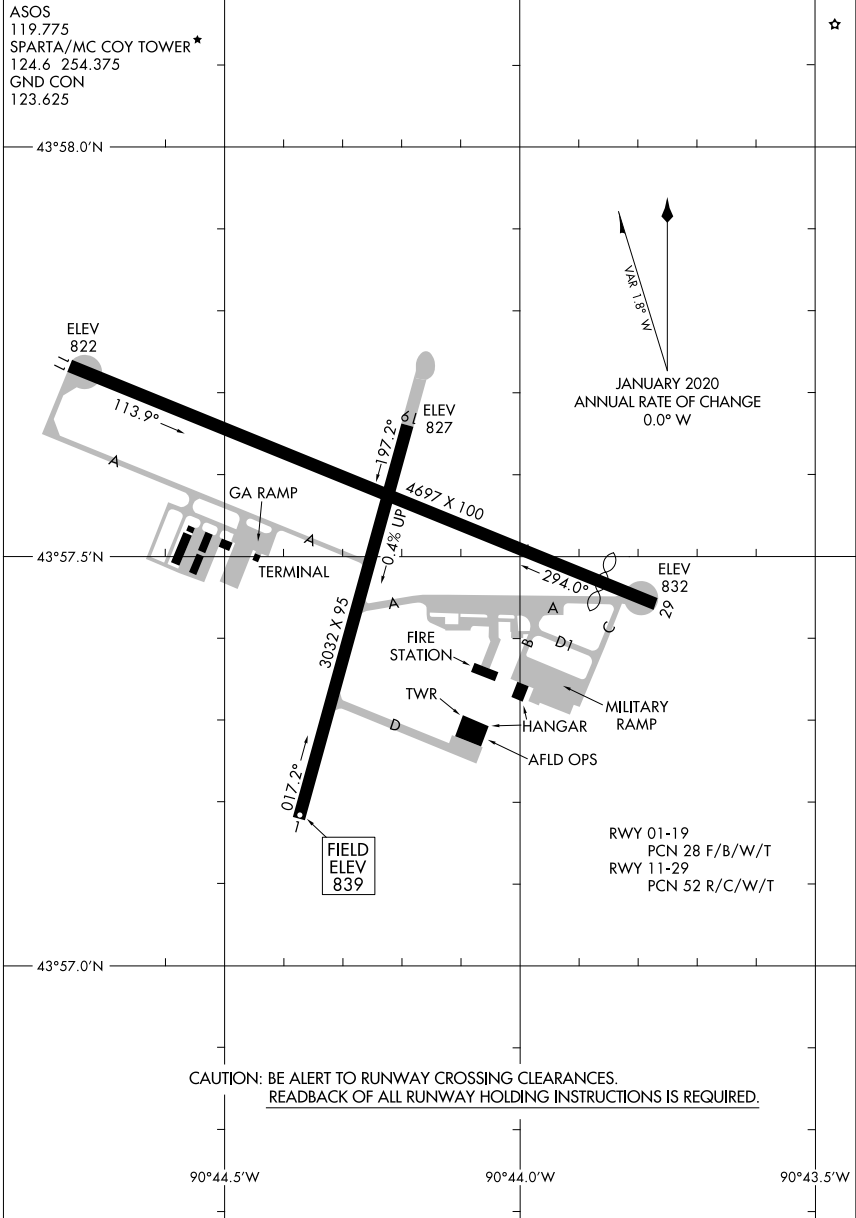 ASOS
119.775
SPARTA/MC COY TOWER★
124.6 254.375
GND CON
123.625
☆
43°58.0'N
VAR 1.8° W
JANUARY 2020
ANNUAL RATE OF CHANGE
0.0° W
ELEV
822
11
113.9°
ELEV
827
19
197.2°
A
GA RAMP
4697 X 100
A
0.4% UP
43°57.5'N
TERMINAL
294.0°
ELEV
832
29
A
A
C
3032 X 95
FIRE
STATION
B
D1
TWR
HANGAR
MILITARY
RAMP
D
AFLD OPS
017.2°
1
FIELD
ELEV
839
RWY 01-19
PCN 28 F/B/W/T
RWY 11-29
PCN 52 R/C/W/T
43°57.0'N
CAUTION: BE ALERT TO RUNWAY CROSSING CLEARANCES.
READBACK OF ALL RUNWAY HOLDING INSTRUCTIONS IS REQUIRED.
90°44.5'W
90°44.0'W
90°43.5'W